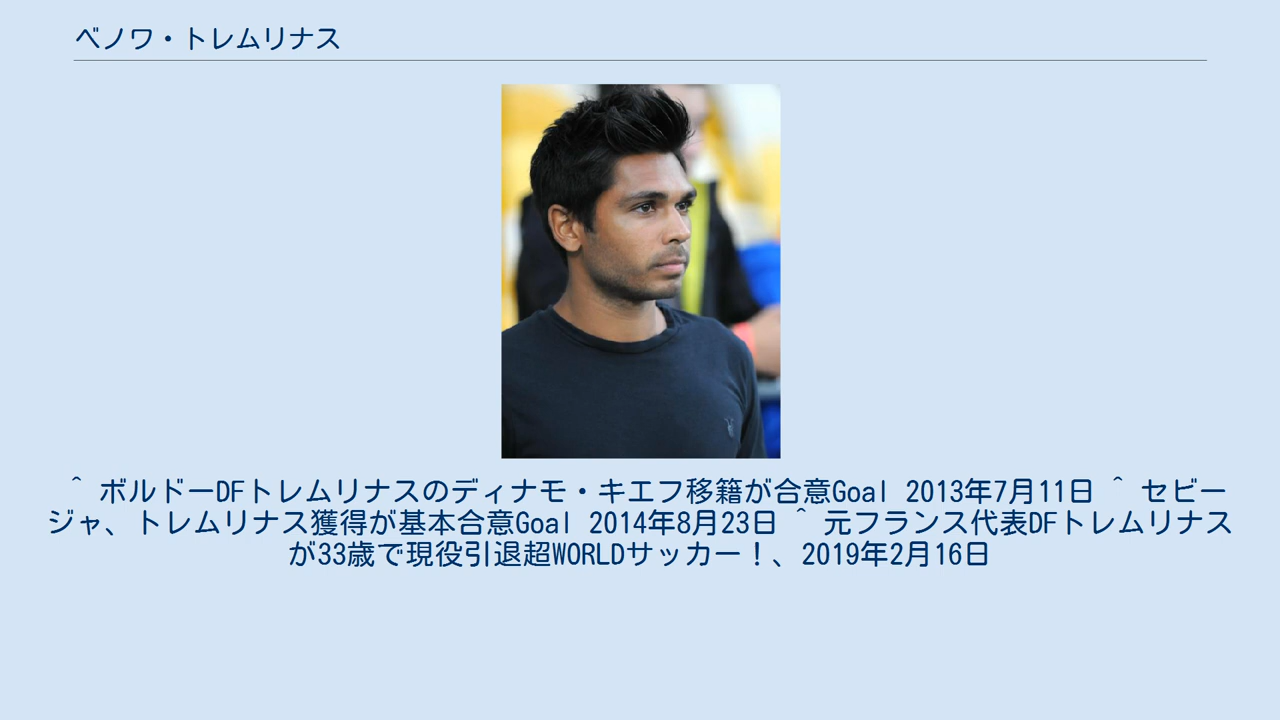 ベノワ・トレムリナス
^ ボルドーDFトレムリナスのディナモ・キエフ移籍が合意Goal 2013年7月11日 ^ セビー
ジャ、トレムリナス獲得が基本合意Goal 2014年8月23日 ^ 元フランス代表DFトレムリナス
が33歳で現役引退超WORLDサッカー！、2019年2月16日